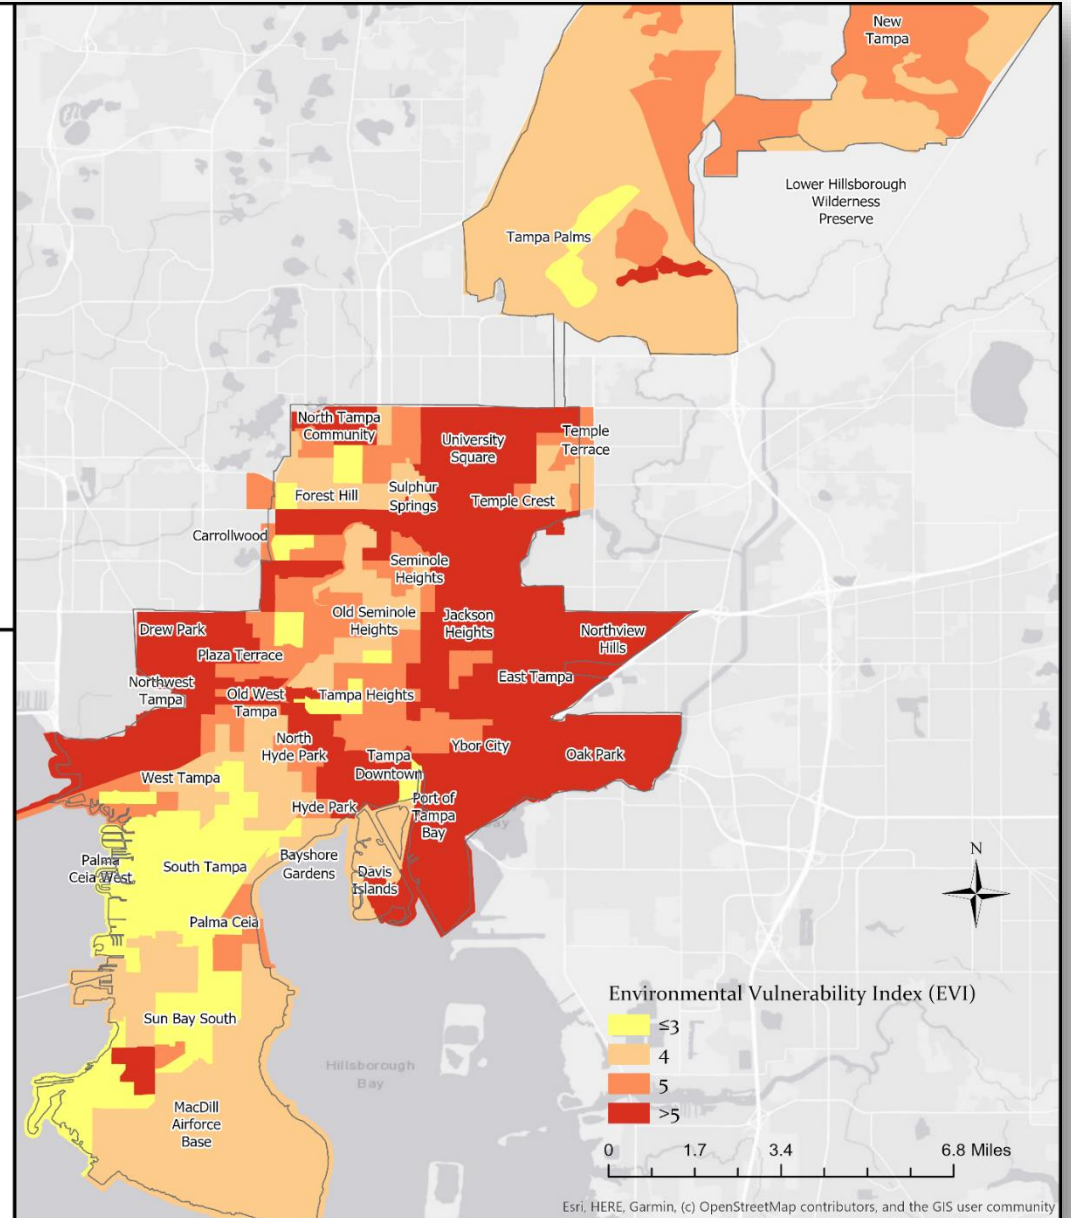 New
Tampa
Lower Hillsborough
Wilderness
Preserve
Tampa Palms
North Tampa
Community
University
Square
Temple
Terrace
Forest Hill
Sulphur
Springs
Temple Crest
Carrollwood
Seminole
Heights
Old Seminole
Heights
Jackson
Heights
Drew Park
Northview
Hills
Plaza Terrace
East Tampa
Northwest
Tampa
Old West
Tampa
Tampa Heights
North
Hyde Park
Tampa
Downtown
Ybor City
Oak Park
West Tampa
Hyde Park
Port of
Tampa
Bay
Palma
Ceia West
South Tampa
Bayshore
Gardens
Davis
Islands
Palma Ceia
N
Sun Bay South
Hillsborough
Bay
MacDill
Airforce
Base
Environmental Vulnerability Index (EVI)
≤3
4
5
>5
0 1.7 3.4 6.8 Miles
Esri, HERE, Garmin, (c) OpenStreetMap contributors, and the GIS user community